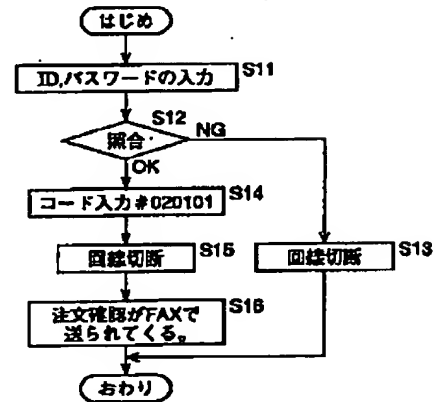 はじめ
ID,パスワードの入力 S11
S12
照合 NG
OK
コード入力#020101 S14
回線切断 S15
回線切断 S13
注文確認がFAXで S16
送られてくる。
おわり